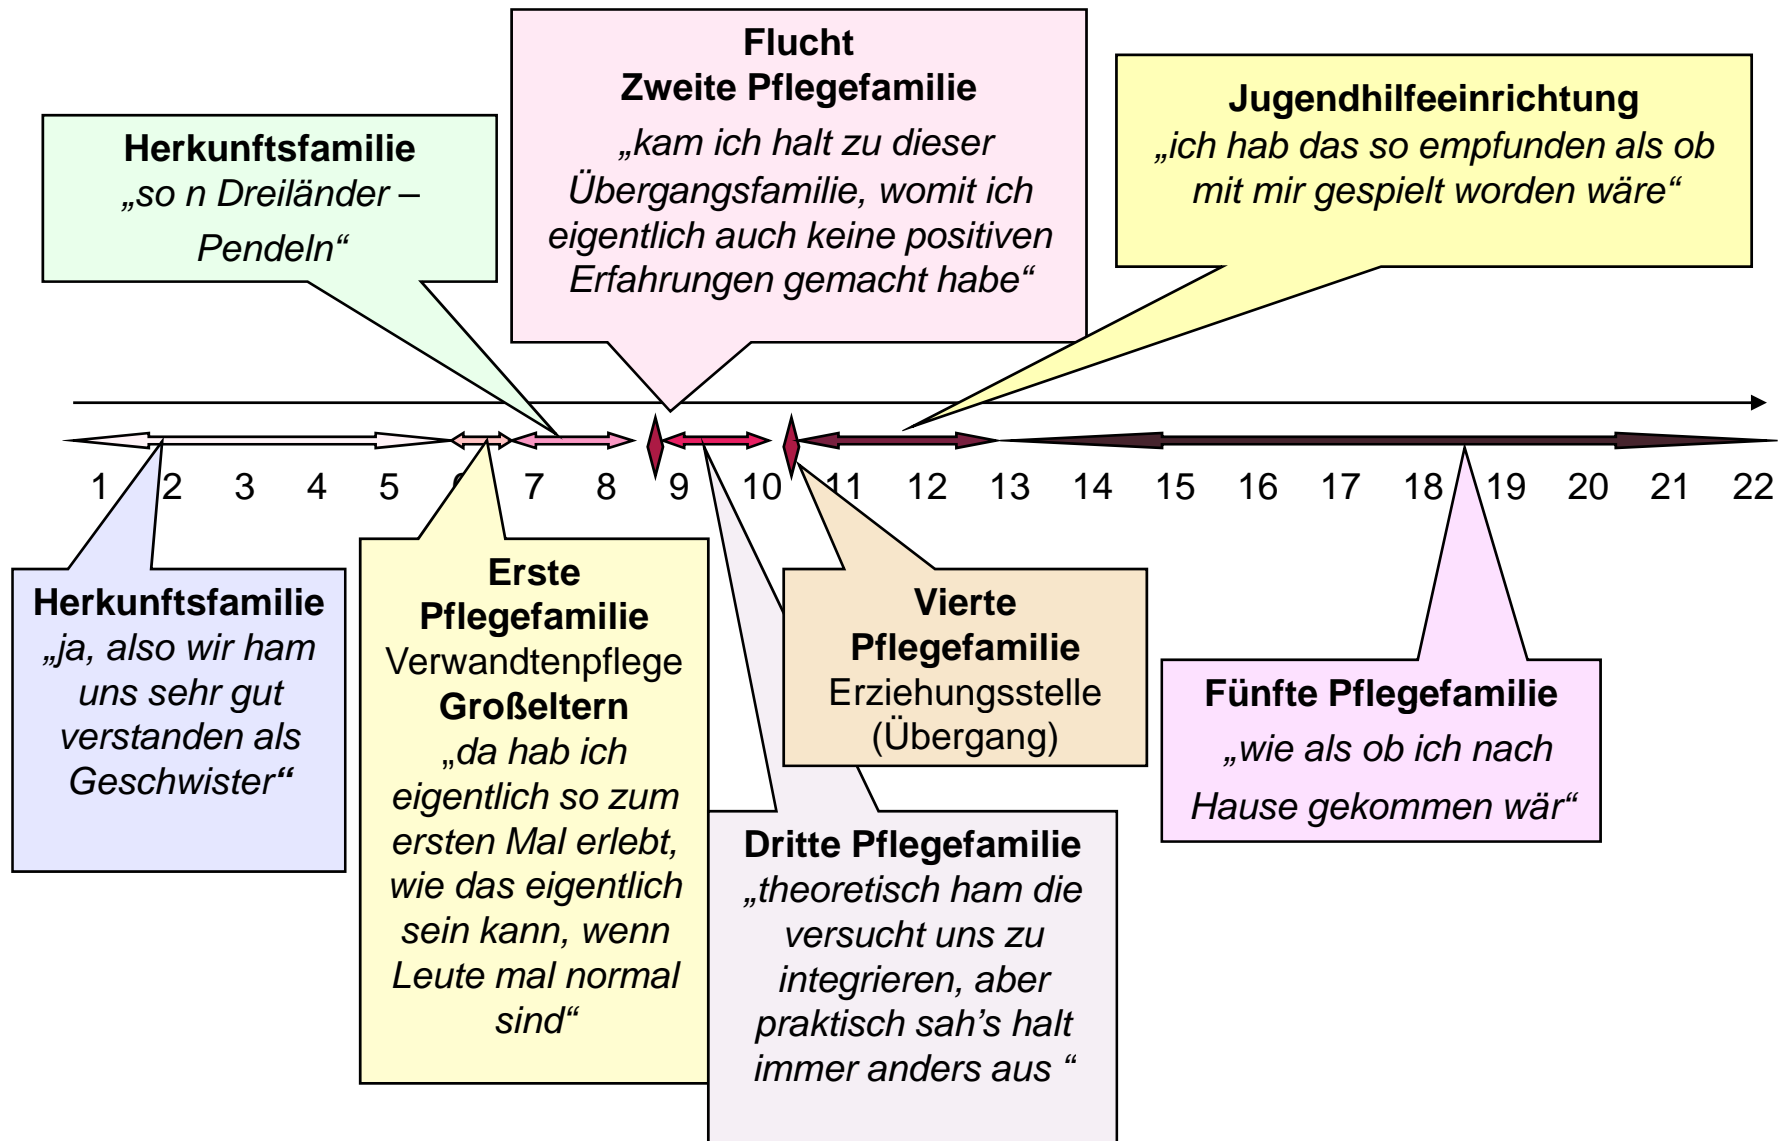 Flucht
Zweite Pflegefamilie
„kam ich halt zu dieser
Übergangsfamilie, womit ich
eigentlich auch keine positiven
Erfahrungen gemacht habe“
Herkunftsfamilie
„so n Dreiländer –
Pendeln“
Jugendhilfeeinrichtung
„ich hab das so empfunden als ob
mit mir gespielt worden wäre“
1 2 3 4 5 6 7 8 9 10 11 12 13 14 15 16 17 18 19 20 21 22
Herkunftsfamilie
„ja, also wir ham
uns sehr gut
verstanden als
Geschwister“
Erste
Pflegefamilie
Verwandtenpflege
Großeltern
„da hab ich
eigentlich so zum
ersten Mal erlebt,
wie das eigentlich
sein kann, wenn
Leute mal normal
sind“
Dritte Pflegefamilie
„theoretisch ham die
versucht uns zu
integrieren, aber
praktisch sah’s halt
immer anders aus “
Vierte
Pflegefamilie
Erziehungsstelle
(Übergang)
Fünfte Pflegefamilie
„wie als ob ich nach
Hause gekommen wär“